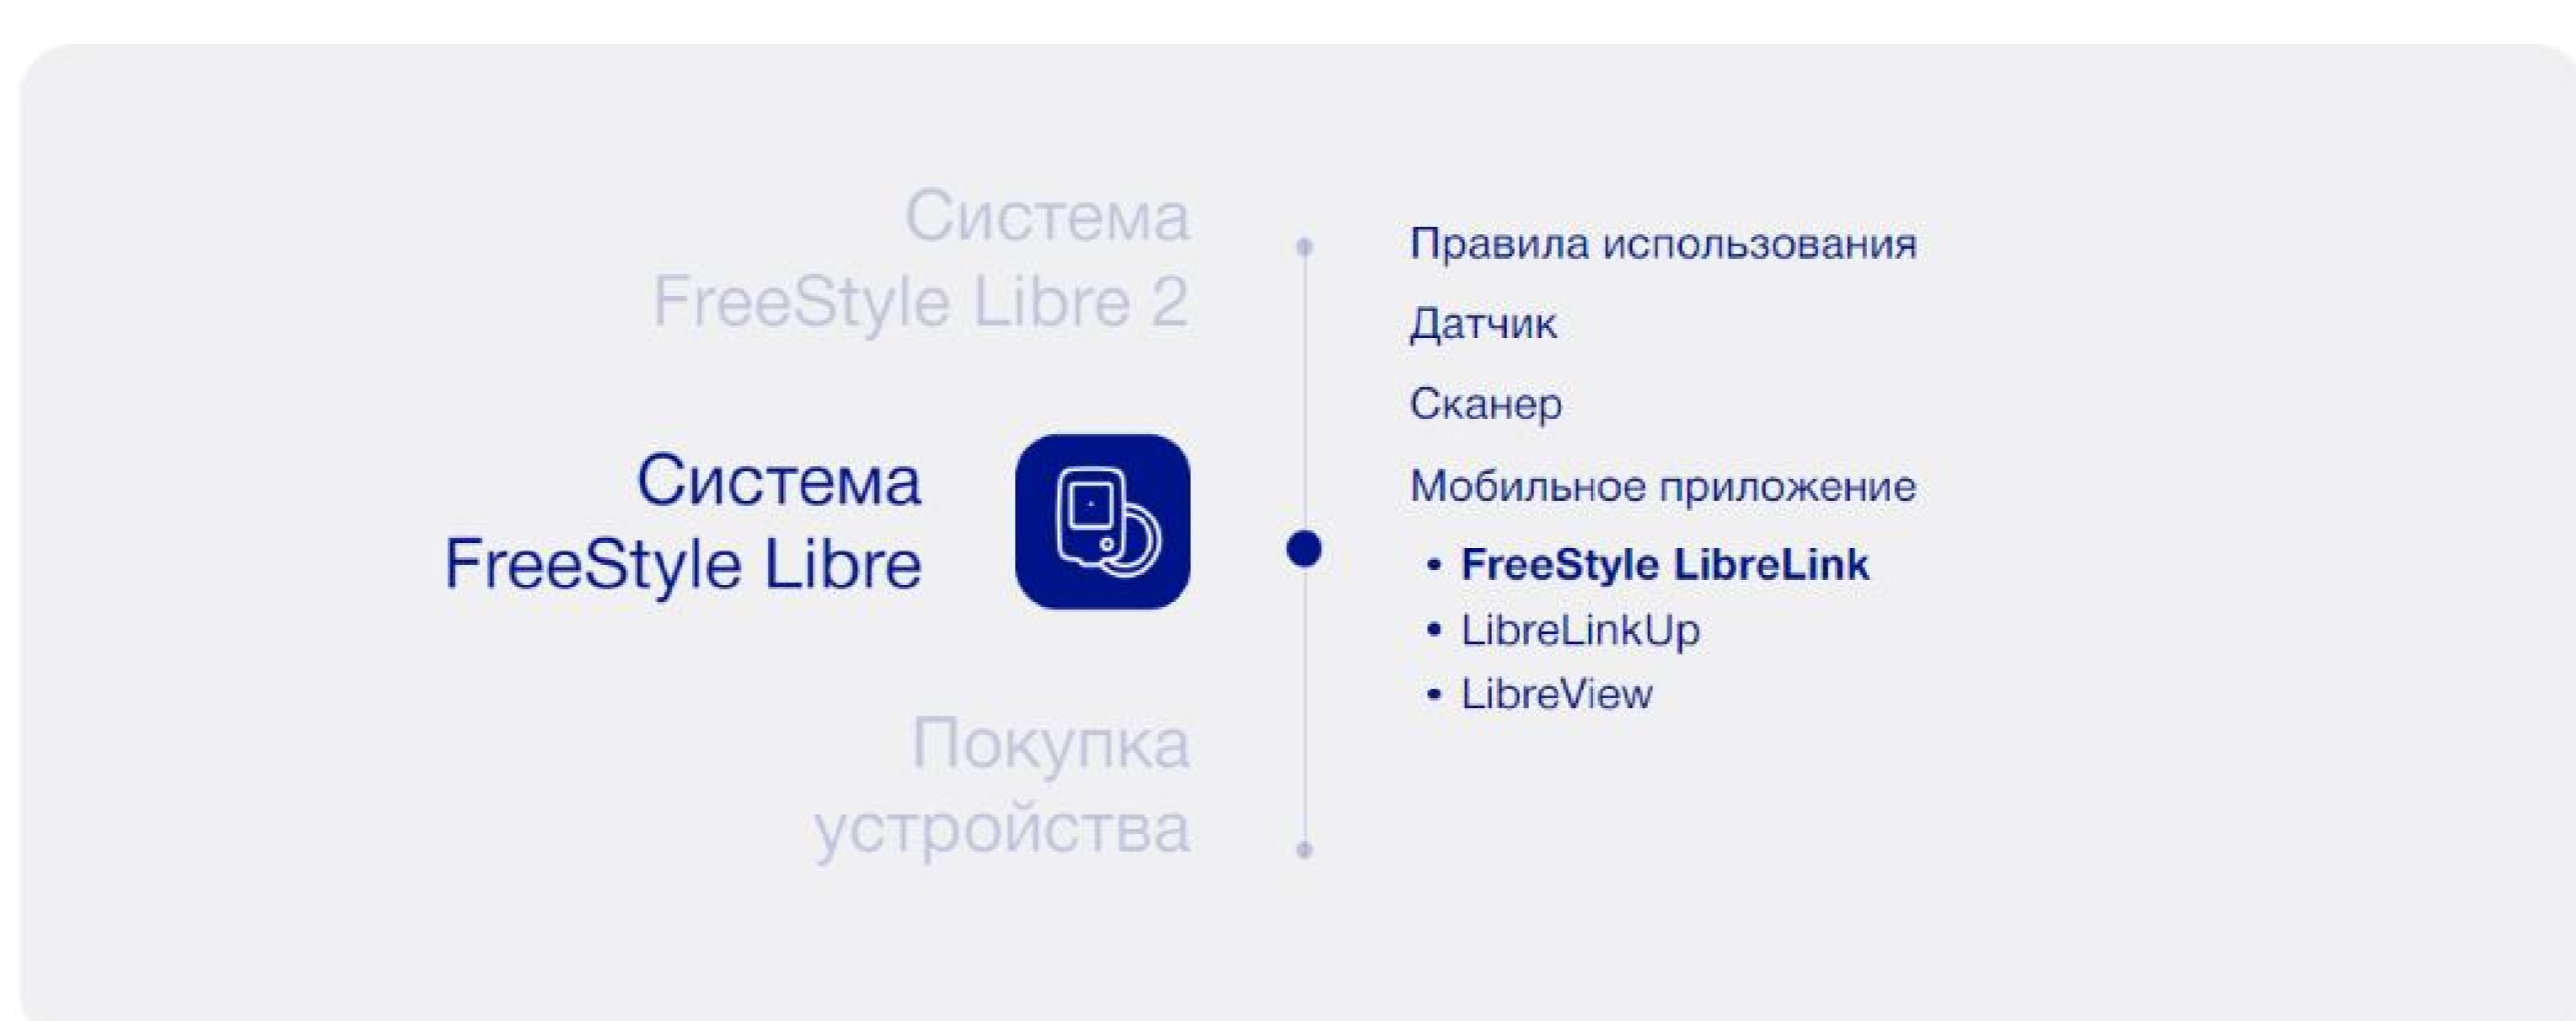 Система
FreeStyle Libre 2
Система
FreeStyle Libre
Покупка
устройства
Правила использования
Датчик
Сканер
Мобильное приложение
• FreeStyle LibreLink
• LibreLinkUp
• LibreView